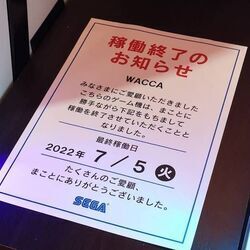 稼働終了の
お知らせ
WACCA
みなさまにご愛顧いただきました
こちらのゲーム機は、まことに
勝手ながら下記をもちまして
稼働を終了させていただくことと
なりました。
最終稼働日
2022年 7/5(火)
たくさんのご愛顧、
まことにありがとうございました。
SEGA